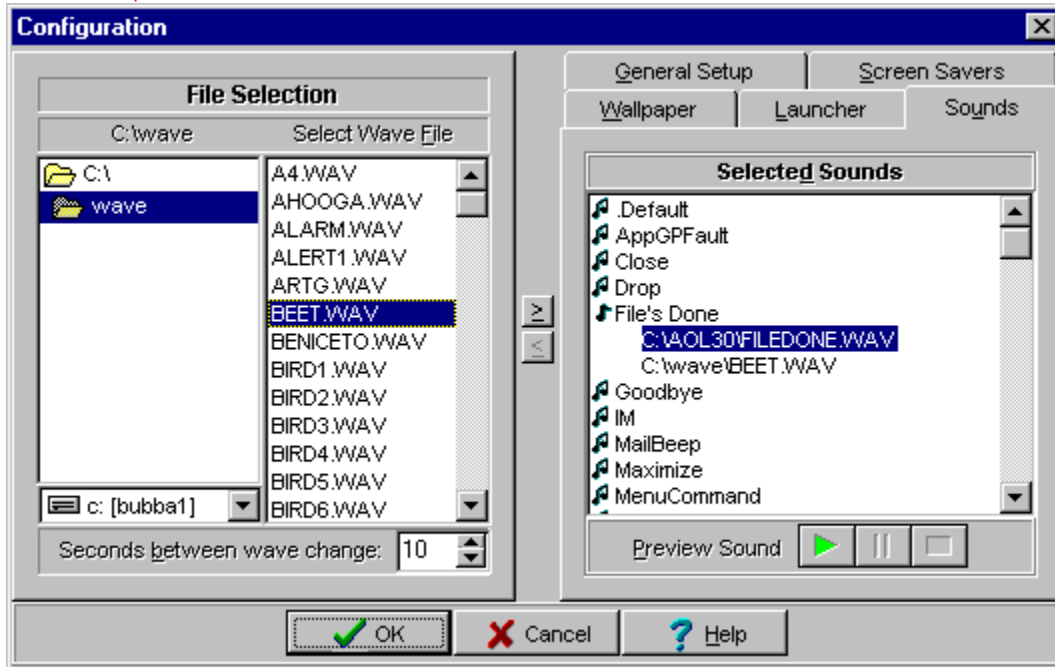 Configuration
File Selection
C:\wave
Select Wave File
C:\
wave
A4.WAV
AHOOGA.WAV
ALARM.WAV
ALERT1.WAV
ARTG.WAV
BEET.WAV
BENICETO.WAV
BIRD1.WAV
BIRD2.WAV
BIRD3.WAV
BIRD4.WAV
BIRD5.WAV
BIRD6.WAV
c: [bubba1]
Seconds between wave change: 10
General Setup
Screen Savers
Wallpaper
Launcher
Sounds
Selected Sounds
.Default
AppGPFault
Close
Drop
File's Done
C:\AOL30\FILEDONE.WAV
C:\wave\BEET.WAV
Goodbye
IM
MailBeep
Maximize
MenuCommand
Preview Sound
≥
≤
OK
Cancel
Help